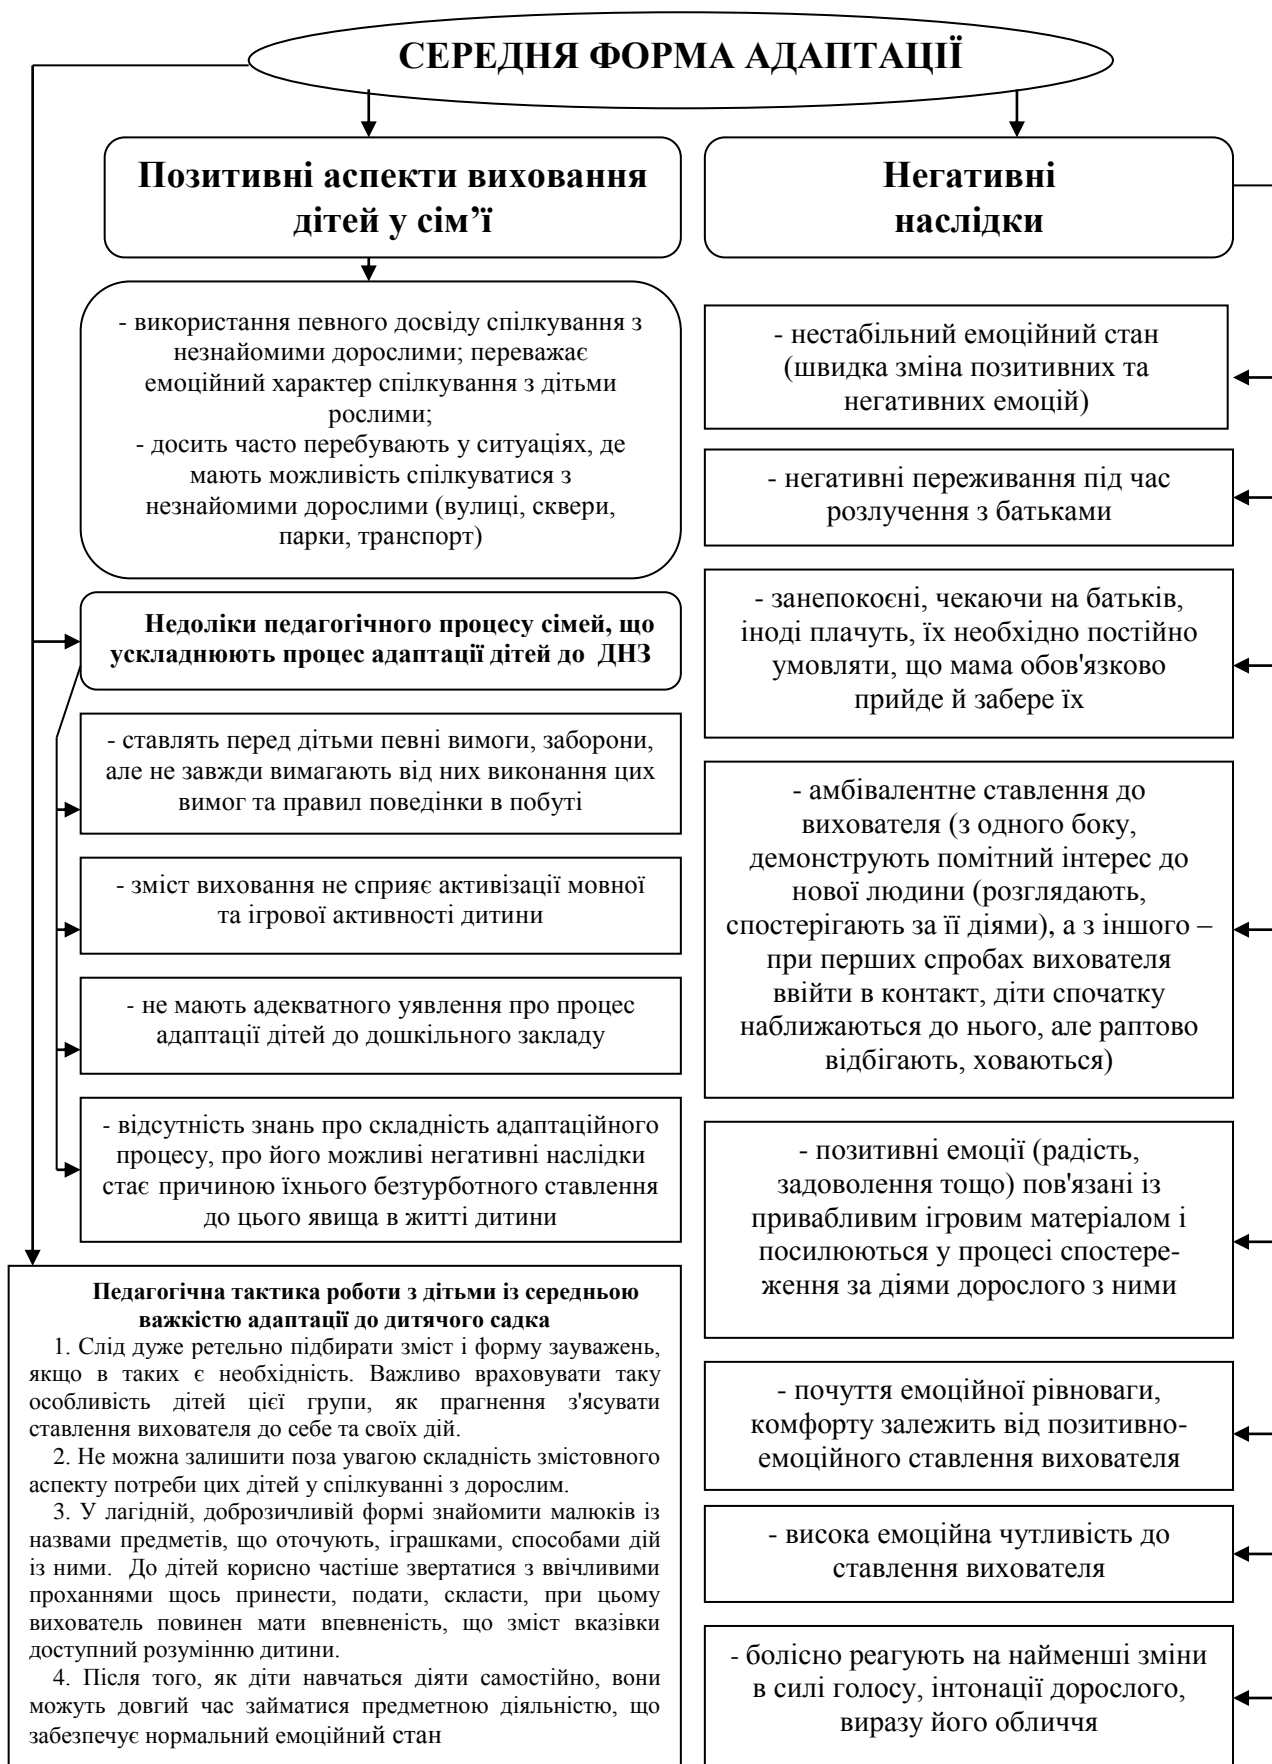 СЕРЕДНЯ ФОРМА АДАПТАЦІЇ
Позитивні аспекти виховання
дітей у сім’ї
- використання певного досвіду спілкування з
незнайомими дорослими; переважає
емоційний характер спілкування з дітьми
рослими;
- досить часто перебувають у ситуаціях, де
мають можливість спілкуватися з
незнайомими дорослими (вулиці, сквери,
парки, транспорт)
Недоліки педагогічного процесу сімей, що
ускладнюють процес адаптації дітей до ДНЗ
- ставлять перед дітьми певні вимоги, заборони,
але не завжди вимагають від них виконання цих
вимог та правил поведінки в побуті
- зміст виховання не сприяє активізації мовної
та ігрової активності дитини
- не мають адекватного уявлення про процес
адаптації дітей до дошкільного закладу
- відсутність знань про складність адаптаційного
процесу, про його можливі негативні наслідки
стає причиною їхнього безтурботного ставлення
до цього явища в житті дитини
Педагогічна тактика роботи з дітьми із середньою
важкістю адаптації до дитячого садка
1. Слід дуже ретельно підбирати зміст і форму зауважень,
якщо в таких є необхідність. Важливо враховувати таку
особливість дітей цієї групи, як прагнення з'ясувати
ставлення вихователя до себе та своїх дій.
2. Не можна залишити поза увагою складність змістовного
аспекту потреби цих дітей у спілкуванні з дорослим.
3. У лагідній, доброзичливій формі знайомити малюків із
назвами предметів, що оточують, іграшками, способами дій
із ними. До дітей корисно частіше звертатися з ввічливими
проханнями щось принести, подати, скласти, при цьому
вихователь повинен мати впевненість, що зміст вказівки
доступний розумінню дитини.
4. Після того, як діти навчаться діяти самостійно, вони
можуть довгий час займатися предметною діяльністю, що
забезпечує нормальний емоційний стан
Негативні
наслідки
- нестабільний емоційний стан
(швидка зміна позитивних та
негативних емоцій)
- негативні переживання під час
розлучення з батьками
- занепокоєні, чекаючи на батьків,
іноді плачуть, їх необхідно постійно
умовляти, що мама обов'язково
прийде й забере їх
- амбівалентне ставлення до
вихователя (з одного боку,
демонструють помітний інтерес до
нової людини (розглядають,
спостерігають за її діями), а з іншого –
при перших спробах вихователя
ввійти в контакт, діти спочатку
наближаються до нього, але раптово
відбігають, ховаються)
- позитивні емоції (радість,
задоволення тощо) пов'язані із
привабливим ігровим матеріалом і
посилюються у процесі спостере-
ження за діями дорослого з ними
- почуття емоційної рівноваги,
комфорту залежить від позитивно-
емоційного ставлення вихователя
- висока емоційна чутливість до
ставлення вихователя
- болісно реагують на найменші зміни
в силі голосу, інтонації дорослого,
виразу його обличчя